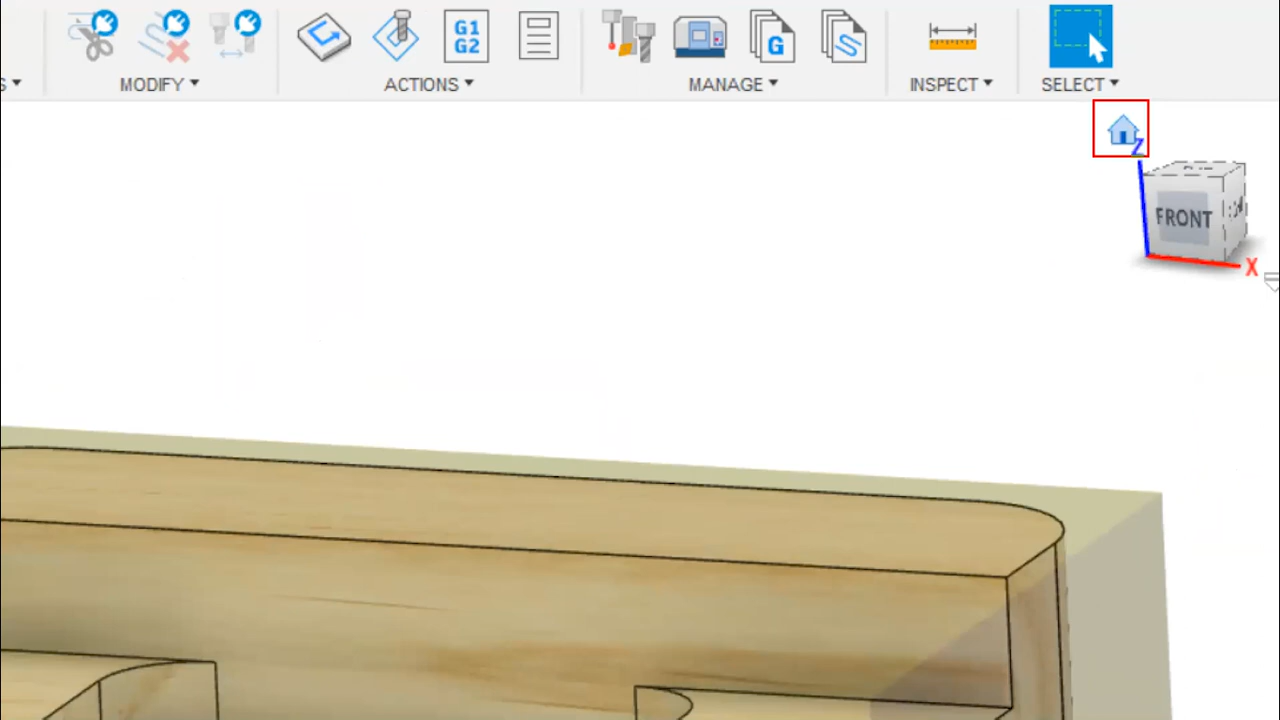 G1
G2
G
S ▾
MODIFY ▾
ACTIONS ▾
MANAGE ▾
INSPECT ▾
SELECT ▾
Z
FRONT
X